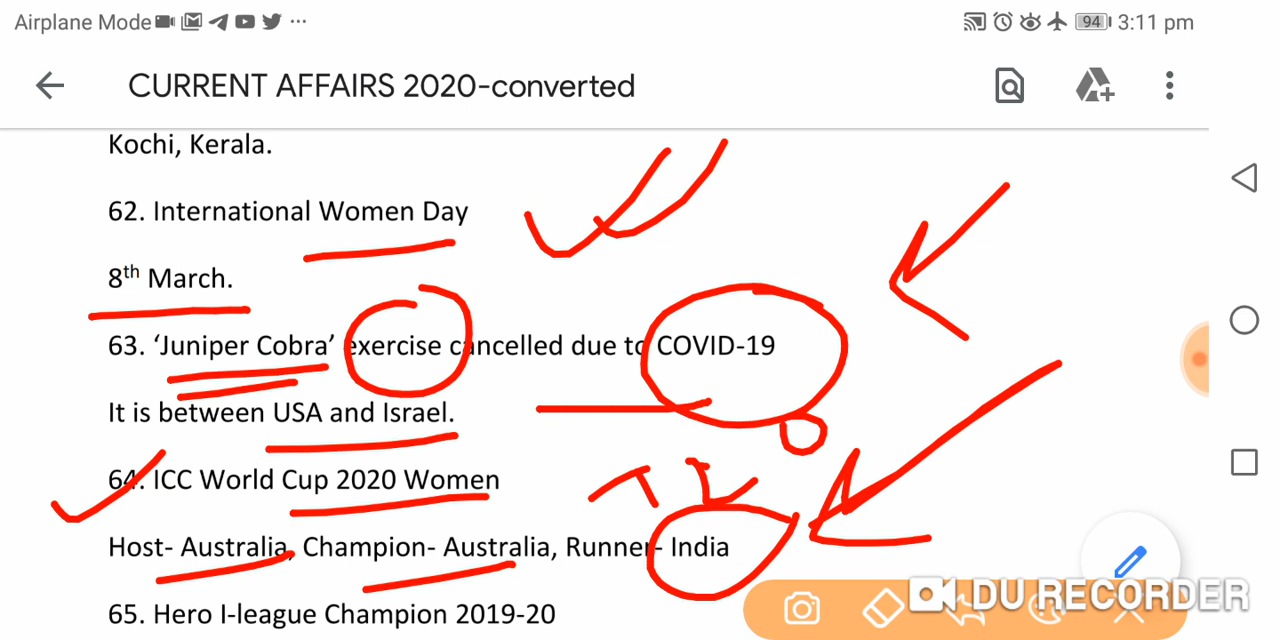 Airplane Mode ... 94 3:11 pm
CURRENT AFFAIRS 2020-converted
Kochi, Kerala.
62. International Women Day
8th March.
63. ‘Juniper Cobra’ exercise cancelled due to COVID-19
It is between USA and Israel.
64. ICC World Cup 2020 Women
Host- Australia, Champion- Australia, Runner- India
65. Hero I-league Champion 2019-20
DU RECORDER